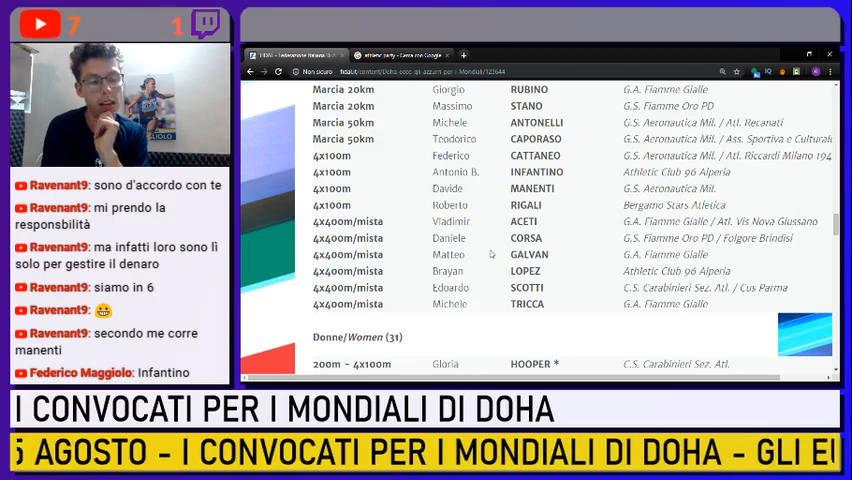 7
1
Ravenant9: sono d'accordo con te
Ravenant9: mi prendo la
responsbilità
Ravenant9: ma infatti loro sono lì
solo per gestire il denaro
Ravenant9: siamo in 6
Ravenant9:
Ravenant9: secondo me corre
manenti
Federico Maggiolo: Infantino
athletic party - Cerca con Google
Non sicuro fidal.it/content/Doha-ecco-gli-azzurri-per-i-Mondiali/123644
Marcia 20km Giorgio RUBINO G.A. Fiamme Gialle
Marcia 20km Massimo STANO G.S. Fiamme Oro PD
Marcia 50km Michele ANTONELLI G.S. Aeronautica Mil. / Atl. Recanati
Marcia 50km Teodorico CAPORASO G.S. Aeronautica Mil. / Ass. Sportiva e Culturale
4x100m Federico CATTANEO G.S. Aeronautica Mil. / Atl. Riccardi Milano 194
4x100m Antonio B. INFANTINO Athletic Club 96 Alperia
4x100m Davide MANENTI G.S. Aeronautica Mil.
4x100m Roberto RIGALI Bergamo Stars Atletica
4x400m/mista Vladimir ACETI G.A. Fiamme Gialle / Atl. Vis Nova Giussano
4x400m/mista Daniele CORSA G.S. Fiamme Oro PD / Folgore Brindisi
4x400m/mista Matteo GALVAN G.A. Fiamme Gialle
4x400m/mista Brayan LOPEZ Athletic Club 96 Alperia
4x400m/mista Edoardo SCOTTI C.S. Carabinieri Sez. Atl. / Cus Parma
4x400m/mista Michele TRICCA G.A. Fiamme Gialle
Donne/Women (31)
200m - 4x100m Gloria HOOPER * C.S. Carabinieri Sez. Atl.
I CONVOCATI PER I MONDIALI DI DOHA
5 AGOSTO - I CONVOCATI PER I MONDIALI DI DOHA - GLI EU